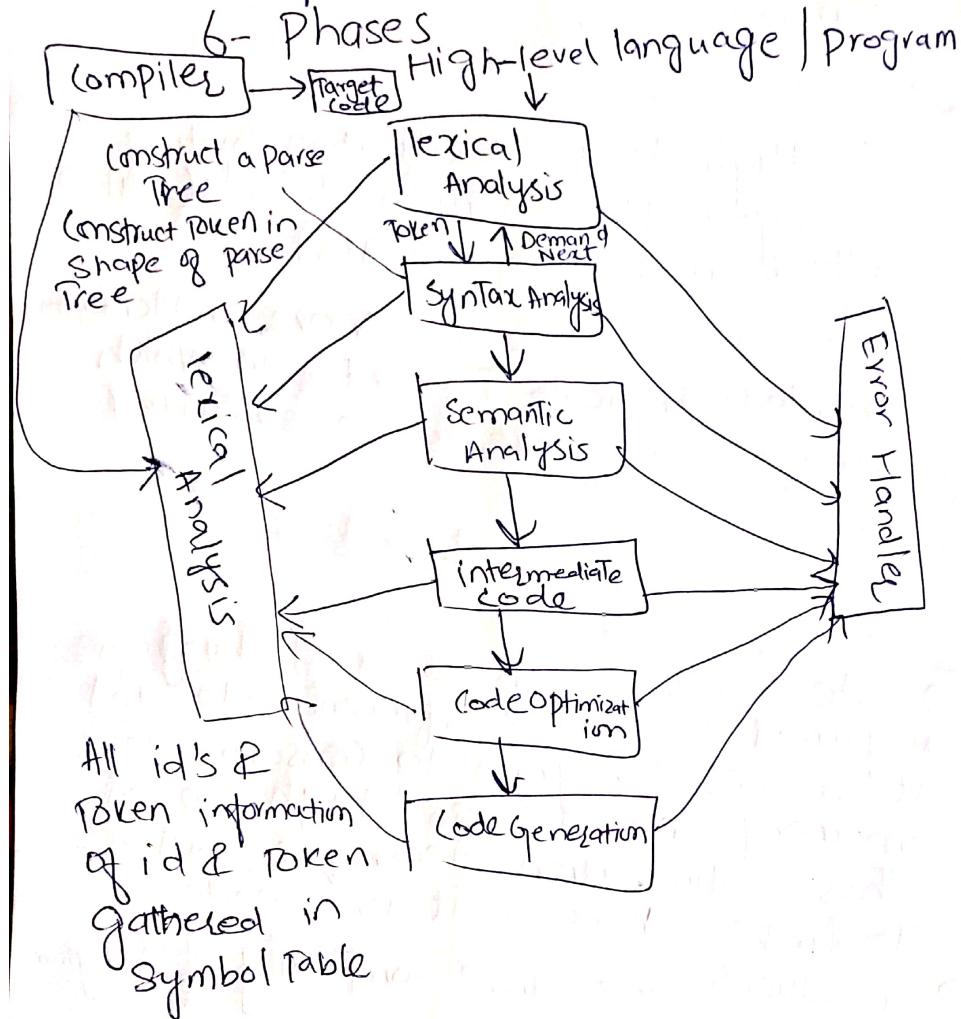 6- Phases
Compiler
Target
Code
High-level language / program
lexical
Analysis
Construct a parse
Tree
Construct Token in
Shape of parse
Tree
Token
Demand
Next
Syntax Analysis
Semantic
Analysis
intermediate
code
Code Optimizat
ion
Code Generation
lexical Analysis
Error Handler
All id's &
Token information
of id & Token
gathered in
Symbol Table